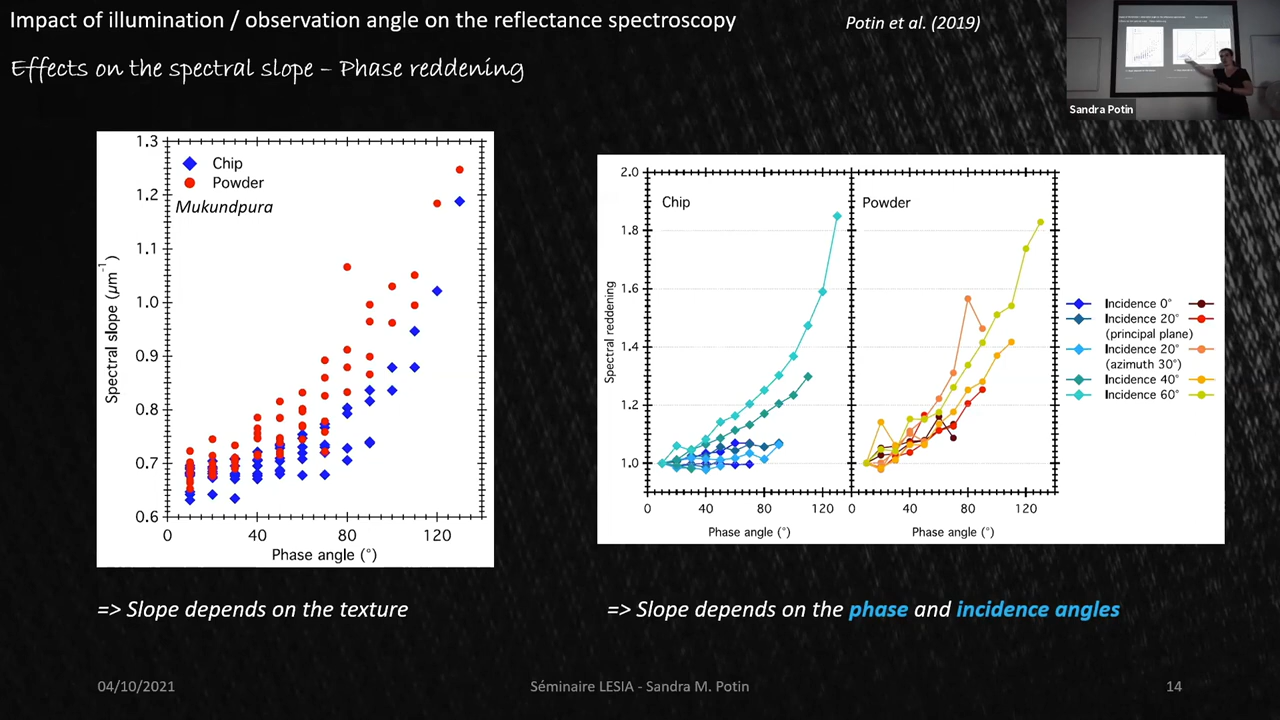 Impact of illumination / observation angle on the reflectance spectroscopy
Potin et al. (2019)
Effects on the spectral slope – Phase reddening
Sandra Potin
1.3
1.2
1.1
1.0
0.9
0.8
0.7
0.6
Spectral slope (µm⁻¹)
Chip
Powder
Mukundpura
0 40 80 120
Phase angle (°)
2.0
1.8
1.6
1.4
1.2
1.0
Spectral reddening
Chip
Powder
0 40 80 120
0 40 80 120
Phase angle (°)
Phase angle (°)
Incidence 0°
Incidence 20°
(principal plane)
Incidence 20°
(azimuth 30°)
Incidence 40°
Incidence 60°
=> Slope depends on the texture
=> Slope depends on the phase and incidence angles
04/10/2021
Séminaire LESIA - Sandra M. Potin
14